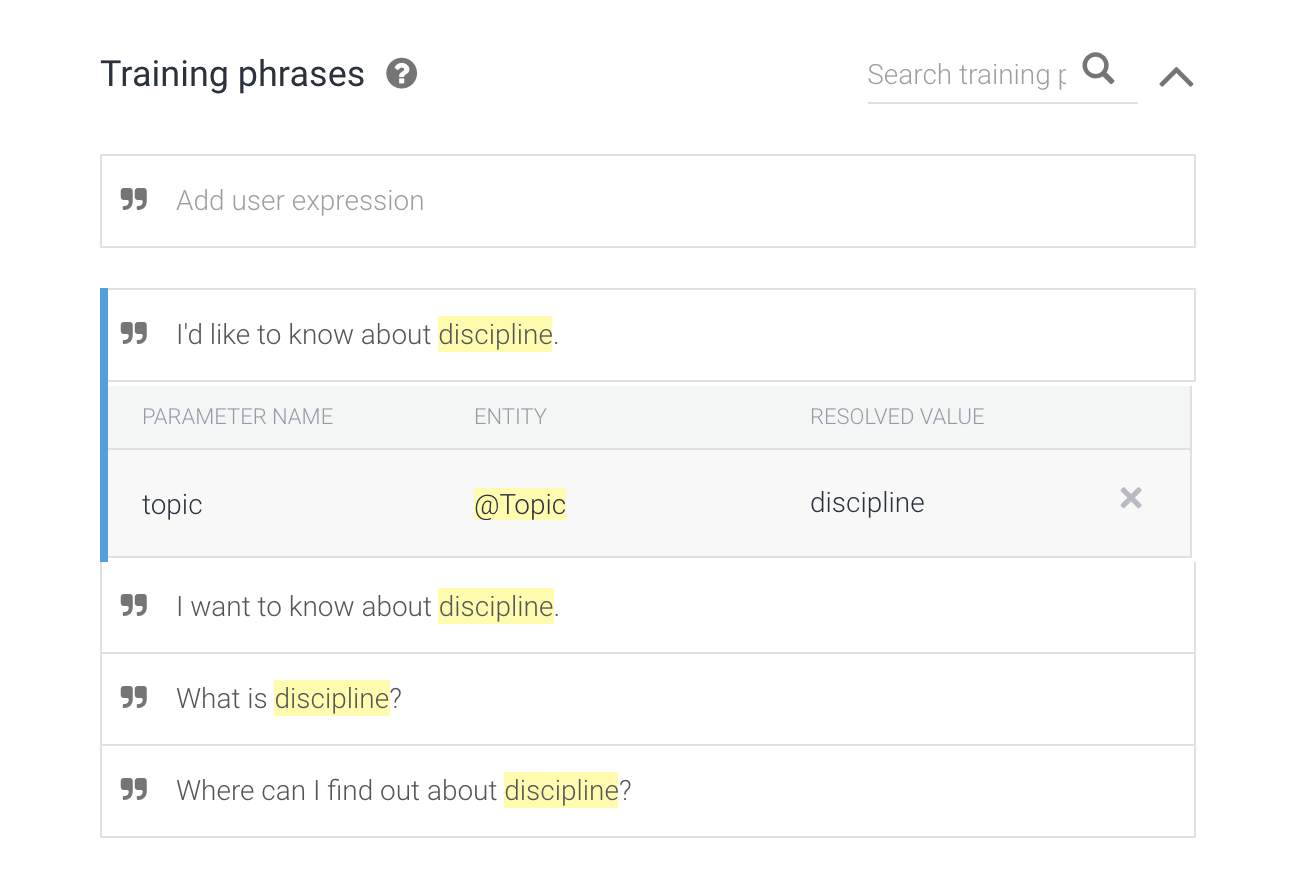 Training phrases ?
Search training p
Add user expression
I'd like to know about discipline.
PARAMETER NAME ENTITY RESOLVED VALUE
topic @Topic discipline
I want to know about discipline.
What is discipline?
Where can I find out about discipline?